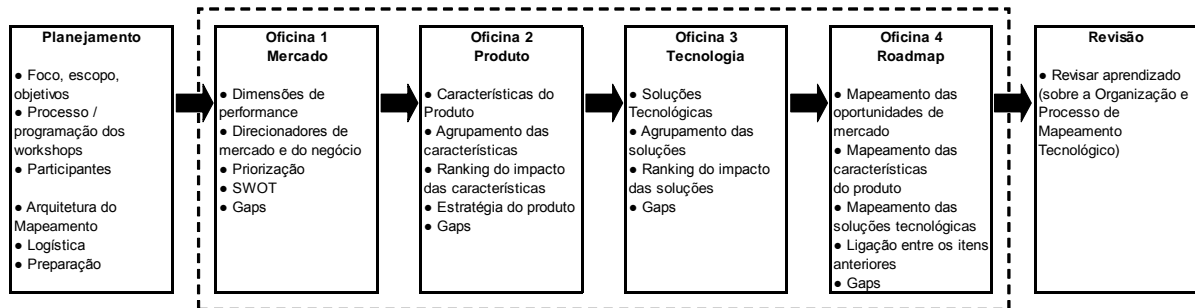 Planejamento
● Foco, escopo,
objetivos
● Processo /
programação dos
workshops
● Participantes
● Arquitetura do
Mapeamento
● Logística
● Preparação
Oficina 1
Mercado
● Dimensões de
performance
● Direcionadores de
mercado e do negócio
● Priorização
● SWOT
● Gaps
Oficina 2
Produto
● Características do
Produto
● Agrupamento das
características
● Ranking do impacto
das características
● Estratégia do produto
● Gaps
Oficina 3
Tecnologia
● Soluções
Tecnológicas
● Agrupamento das
soluções
● Ranking do impacto
das soluções
● Gaps
Oficina 4
Roadmap
● Mapeamento das
oportunidades de
mercado
● Mapeamento das
características
do produto
● Mapeamento das
soluções tecnológicas
● Ligação entre os itens
anteriores
● Gaps
Revisão
● Revisar aprendizado
(sobre a Organização e
Processo de
Mapeamento
Tecnológico)